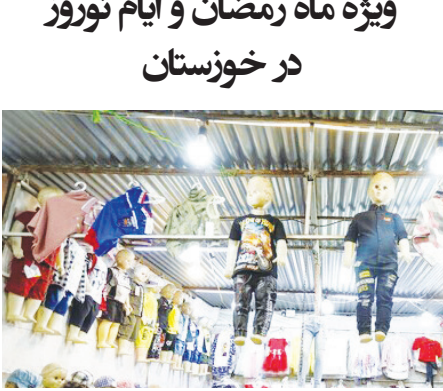 ویژه ماه رمضان و ایام نوروز
در خوزستان